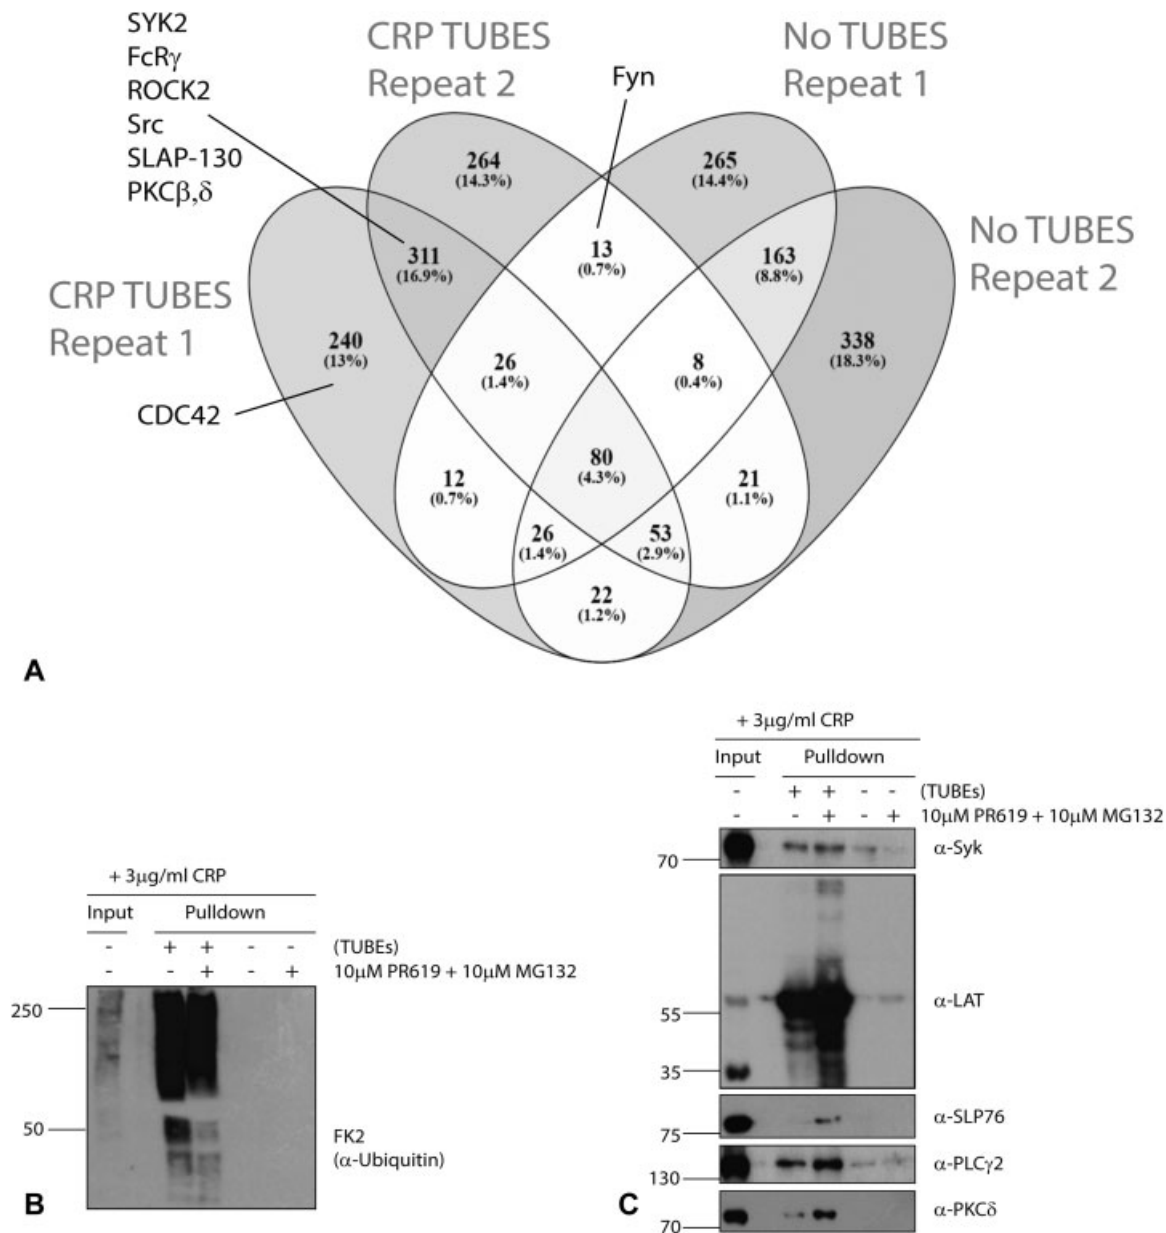 SYK2
FcRγ
ROCK2
Src
SLAP-130
PKCβ,δ
CRP TUBES
Repeat 2
Fyn
No TUBES
Repeat 1
No TUBES
Repeat 2
CRP TUBES
Repeat 1
CDC42
264
(14.3%)
265
(14.4%)
311
(16.9%)
13
(0.7%)
163
(8.8%)
240
(13%)
26
(1.4%)
8
(0.4%)
338
(18.3%)
12
(0.7%)
80
(4.3%)
21
(1.1%)
26
(1.4%)
53
(2.9%)
22
(1.2%)
A
+ 3μg/ml CRP
Input Pulldown
- + + - - (TUBEs)
- - + - + 10μM PR619 + 10μM MG132
250
50
FK2
(α-Ubiquitin)
B
+ 3μg/ml CRP
Input Pulldown
- + + - - (TUBEs)
- - + - + 10μM PR619 + 10μM MG132
70 α-Syk
α-LAT
55
35
α-SLP76
75
α-PLCγ2
130
α-PKCδ
70
C